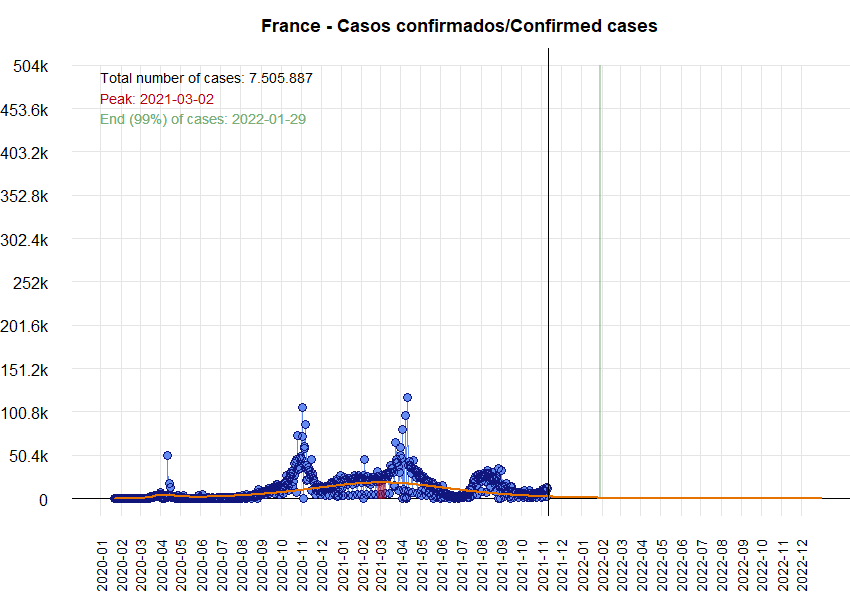 France - Casos confirmados/Confirmed cases
504k
Total number of cases: 7.505.887
Peak: 2021-03-02
End (99%) of cases: 2022-01-29
453.6k
403.2k
352.8k
302.4k
252k
201.6k
151.2k
100.8k
50.4k
0
2020-01
2020-02
2020-03
2020-04
2020-05
2020-06
2020-07
2020-08
2020-09
2020-10
2020-11
2020-12
2021-01
2021-02
2021-03
2021-04
2021-05
2021-06
2021-07
2021-08
2021-09
2021-10
2021-11
2021-12
2022-01
2022-02
2022-03
2022-04
2022-05
2022-06
2022-07
2022-08
2022-09
2022-10
2022-11
2022-12